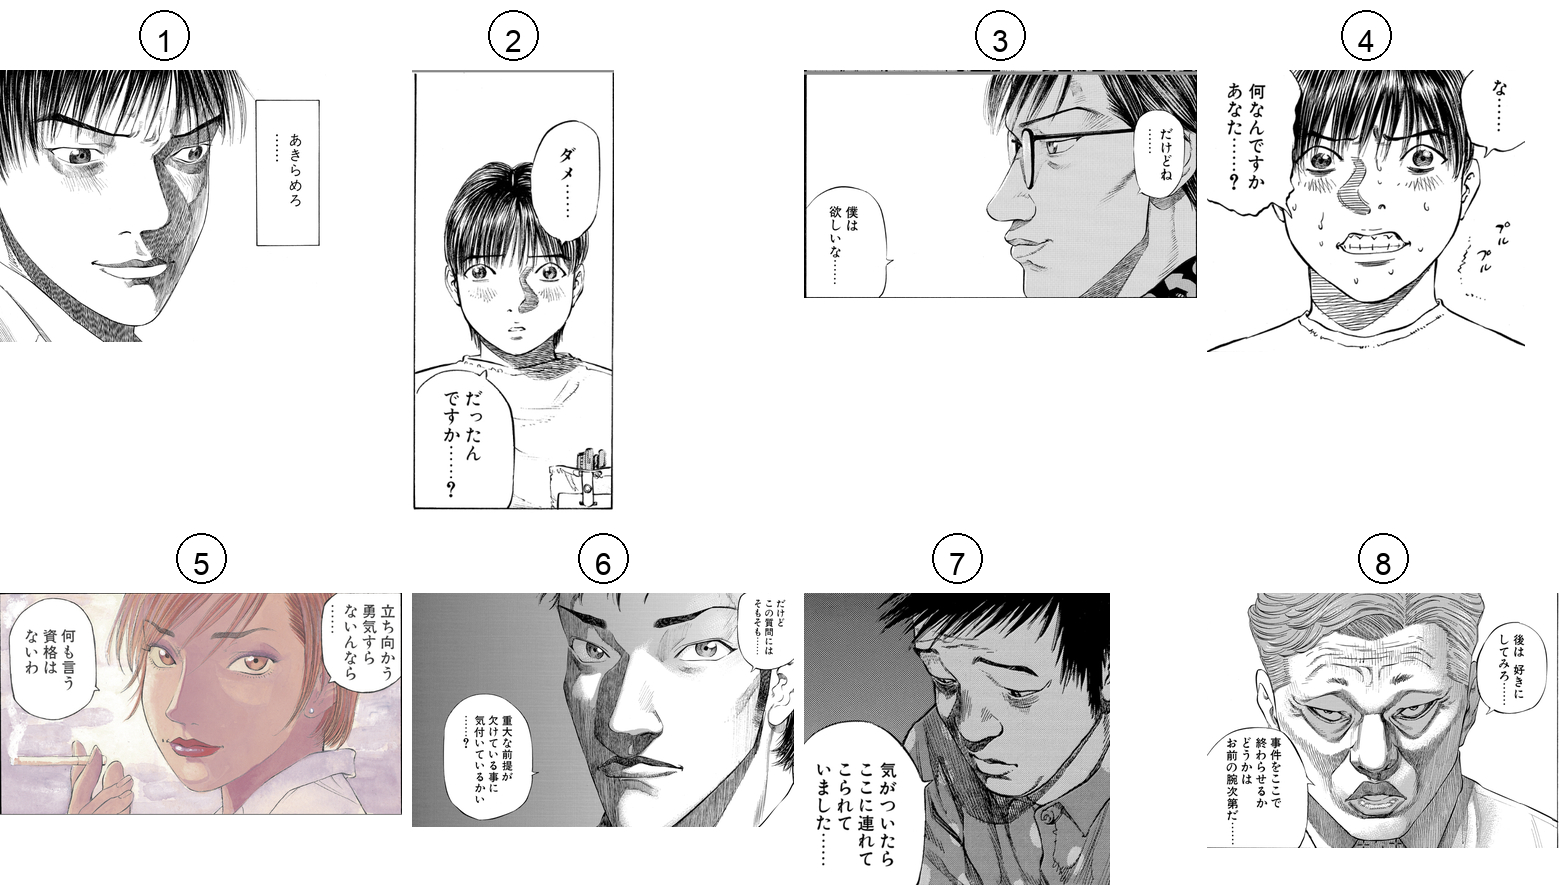 1
あきらめろ
……
2
ダメ……
だったん
ですか……?
3
だけどね
……
僕は
欲しいな……
4
な……
何なんですか
あなた……?
プル
プル
5
立ち向かう
勇気すら
ないんなら
……
何も言う
資格は
ないわ
6
だけど
この質問には
そもそも……
重大な前提が
欠けている事に
気付いているかい
……?
7
気がついたら
ここに連れて
こられて
いました……
8
後は 好きに
してみろ……
事件をここで
終わらせるか
どうかは
お前の腕次第だ……